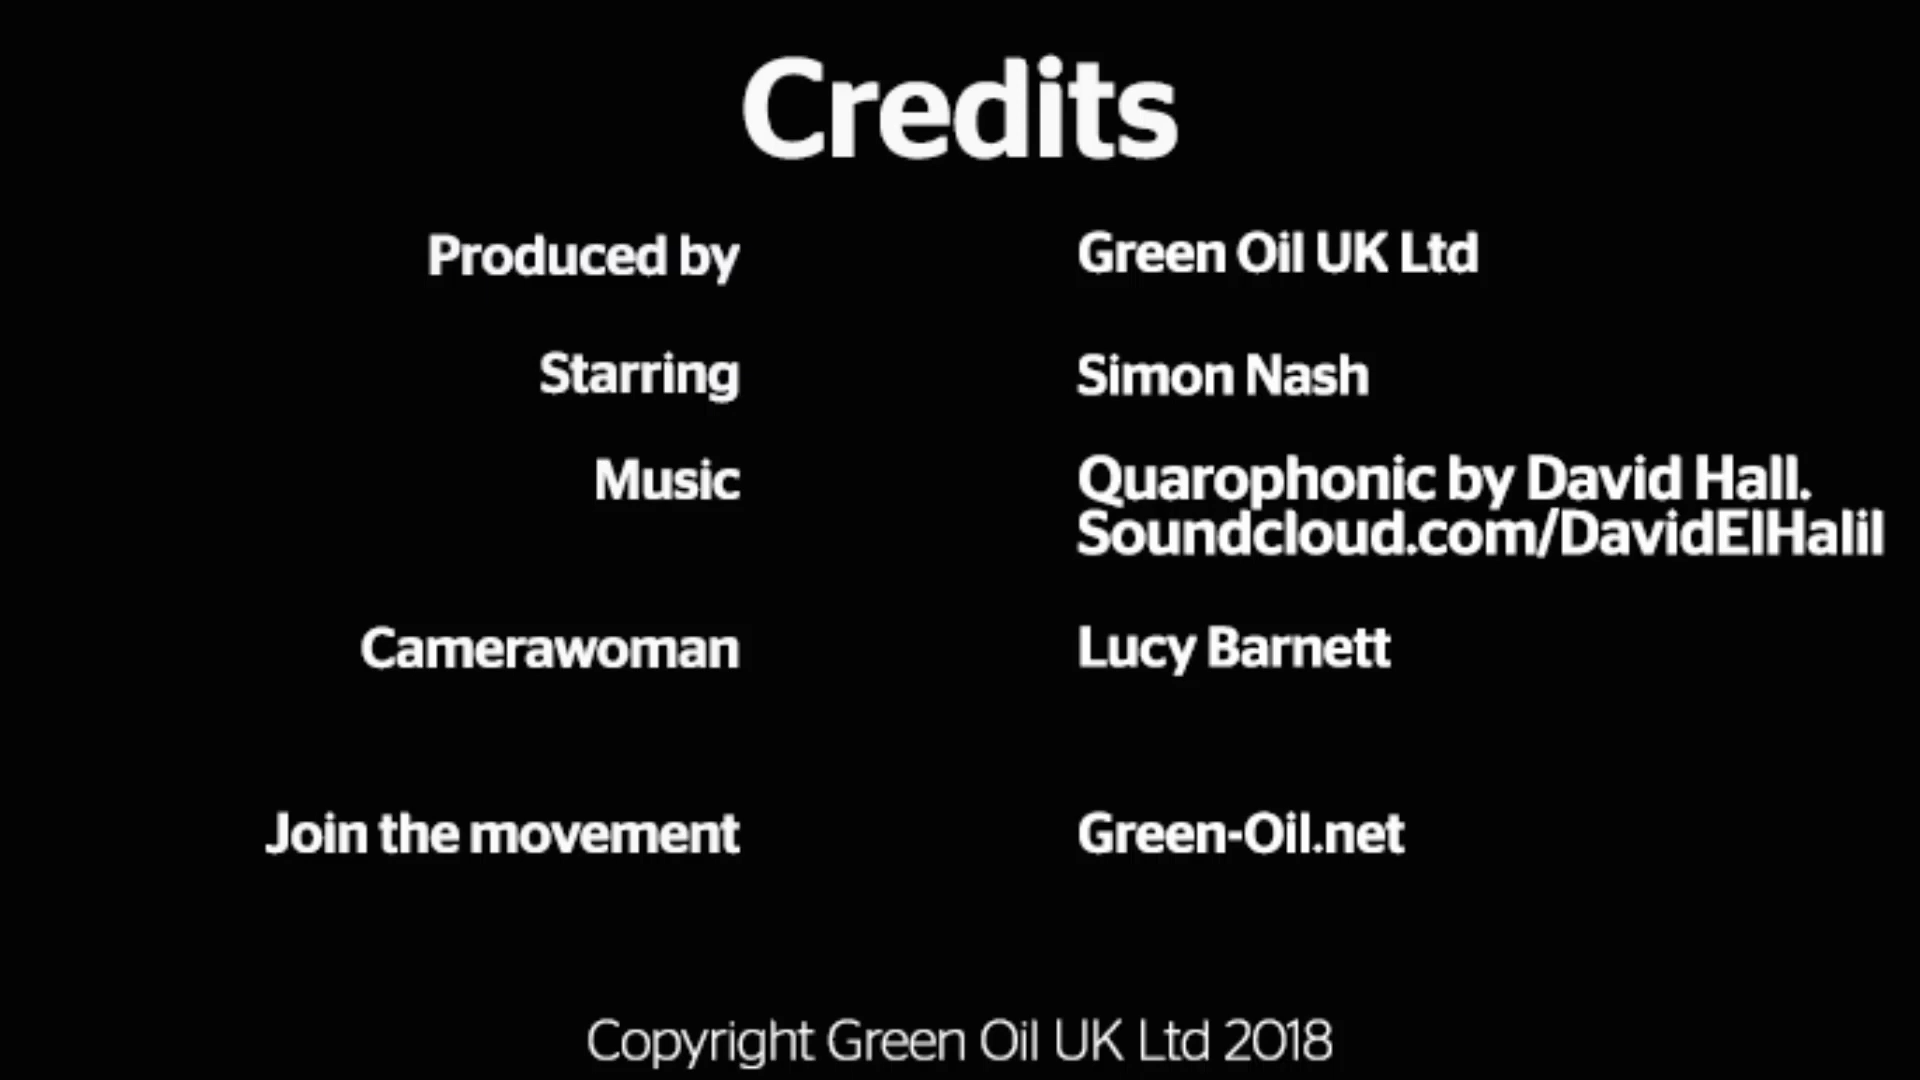 Credits
Produced by Green Oil UK Ltd
Starring Simon Nash
Music Quarophonic by David Hall.
Soundcloud.com/DavidElHalil
Camerawoman Lucy Barnett
Join the movement Green-Oil.net
Copyright Green Oil UK Ltd 2018